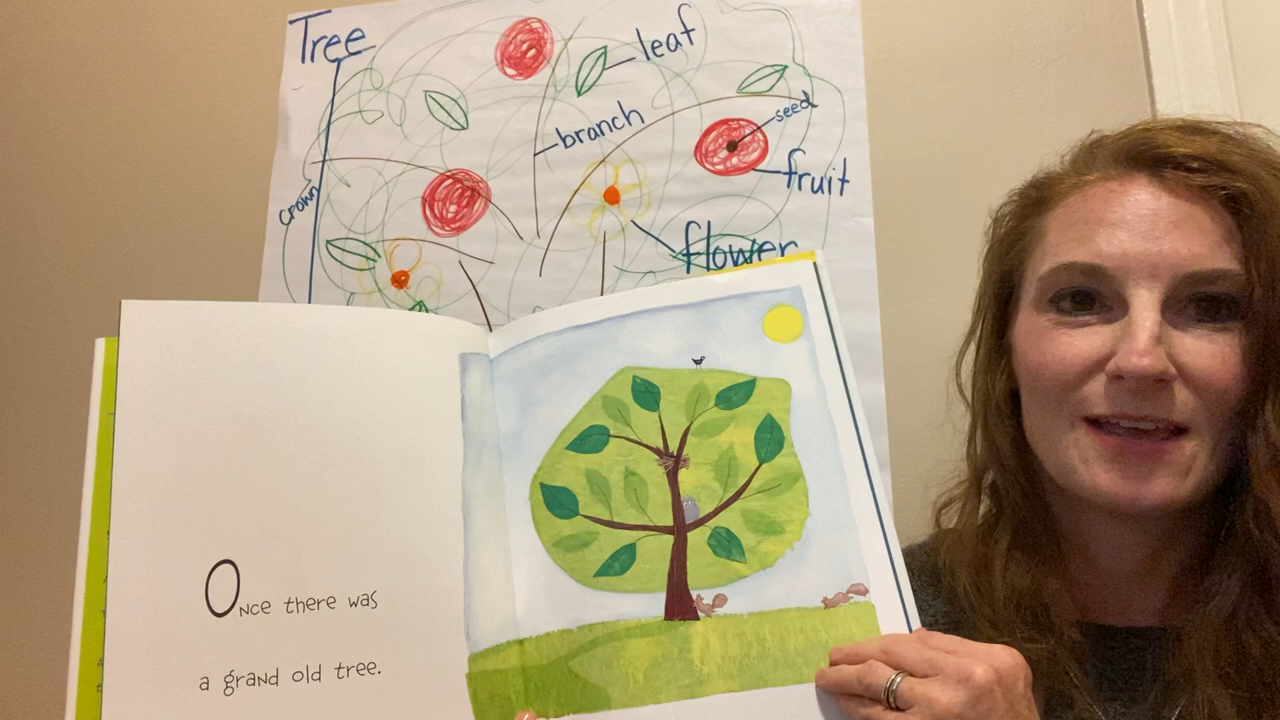 Tree
leaf
branch
seed
fruit
crown
flower
Once there was
a grand old tree.